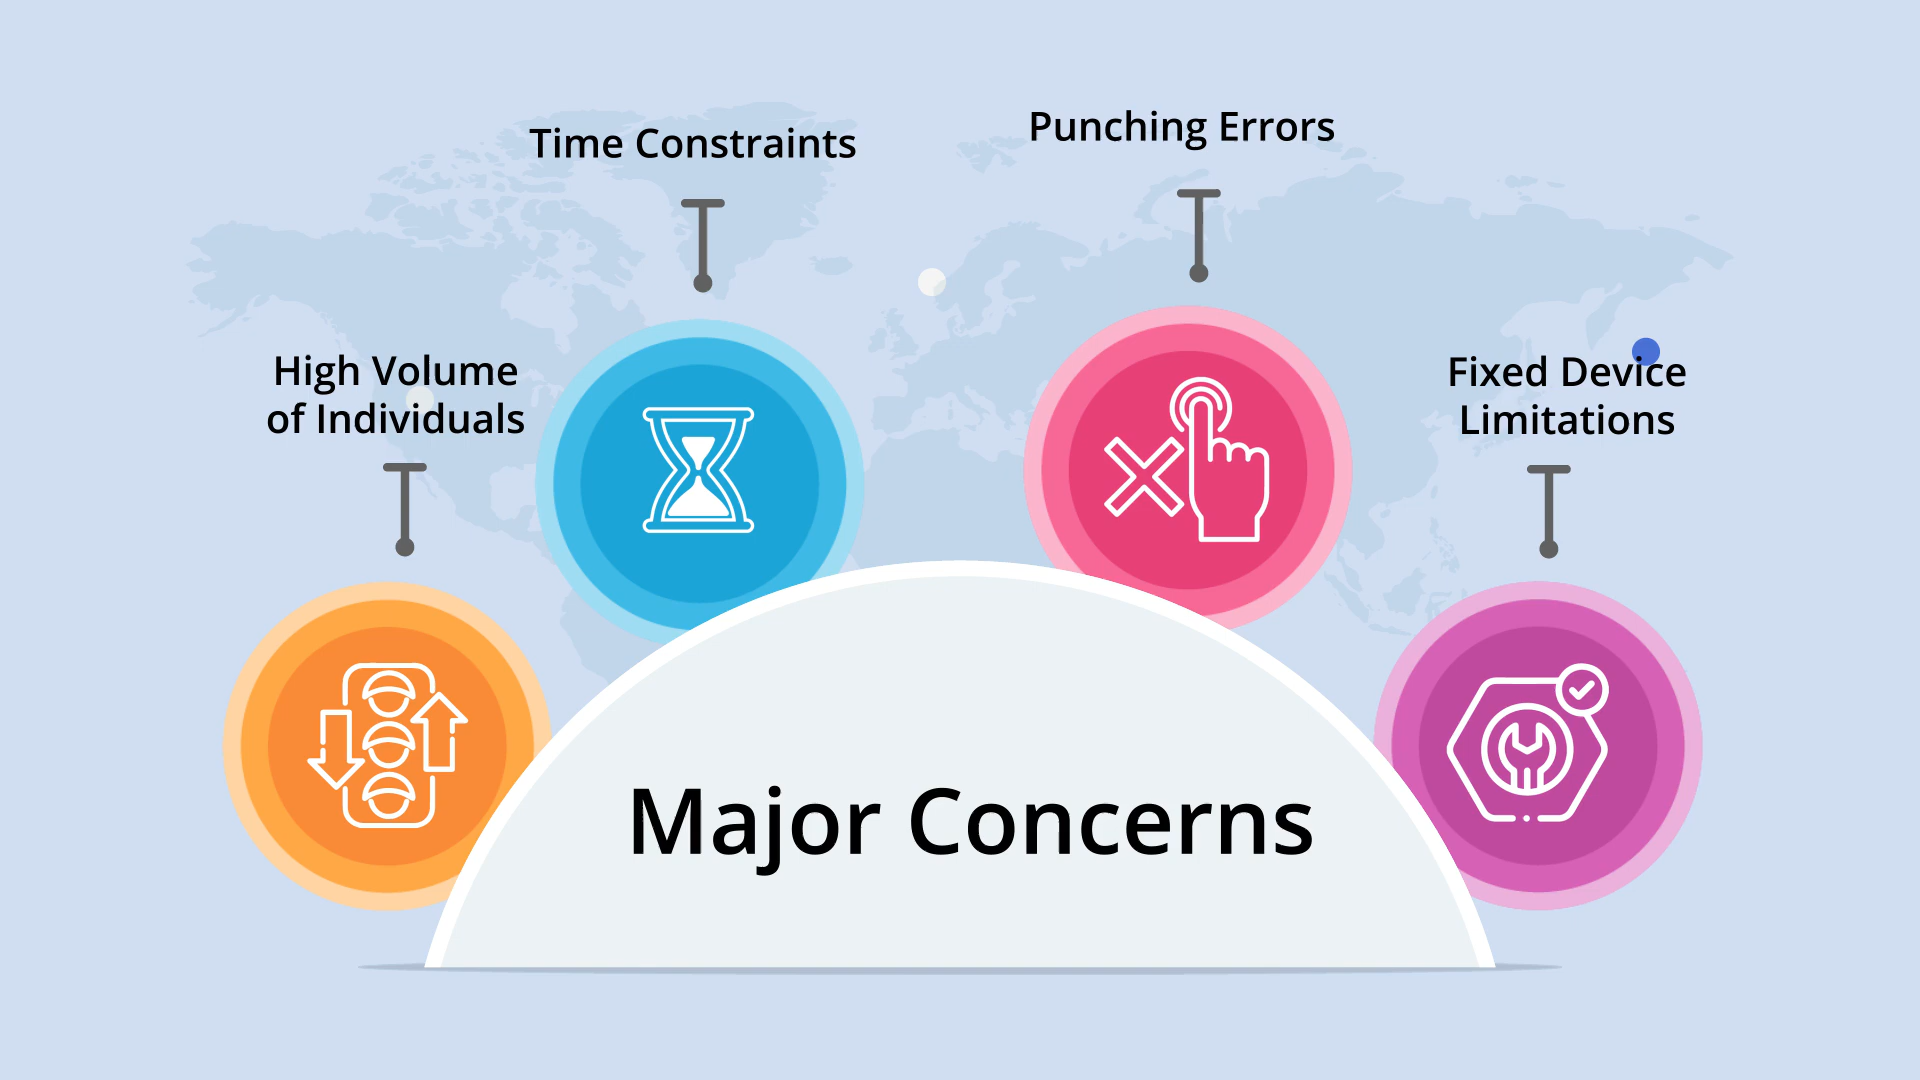 Time Constraints
Punching Errors
High Volume
of Individuals
Fixed Device
Limitations
Major Concerns